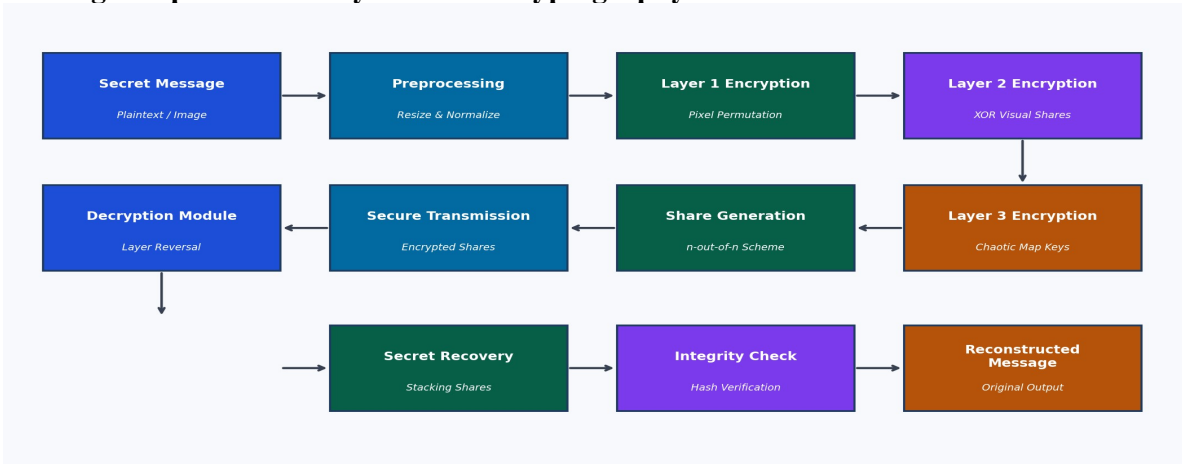 Secret Message
Plaintext / Image
Preprocessing
Resize & Normalize
Layer 1 Encryption
Pixel Permutation
Layer 2 Encryption
XOR Visual Shares
Decryption Module
Layer Reversal
Secure Transmission
Encrypted Shares
Share Generation
n-out-of-n Scheme
Layer 3 Encryption
Chaotic Map Keys
Secret Recovery
Stacking Shares
Integrity Check
Hash Verification
Reconstructed
Message
Original Output